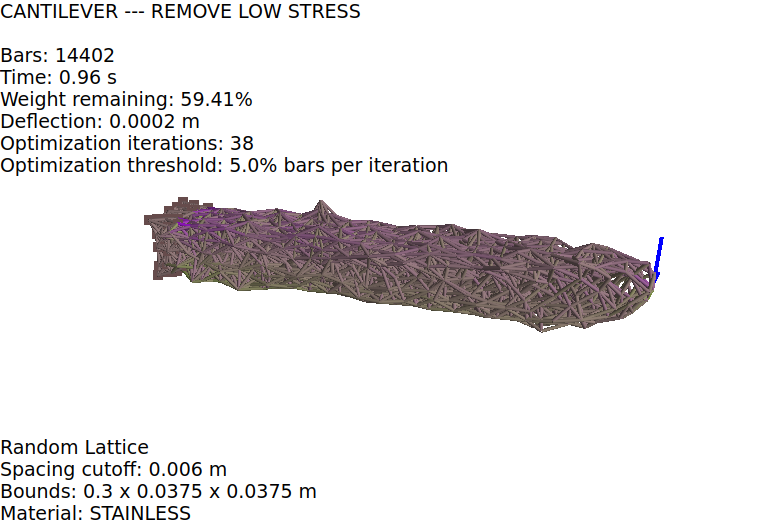 CANTILEVER --- REMOVE LOW STRESS
Bars: 14402
Time: 0.96 s
Weight remaining: 59.41%
Deflection: 0.0002 m
Optimization iterations: 38
Optimization threshold: 5.0% bars per iteration
Random Lattice
Spacing cutoff: 0.006 m
Bounds: 0.3 x 0.0375 x 0.0375 m
Material: STAINLESS